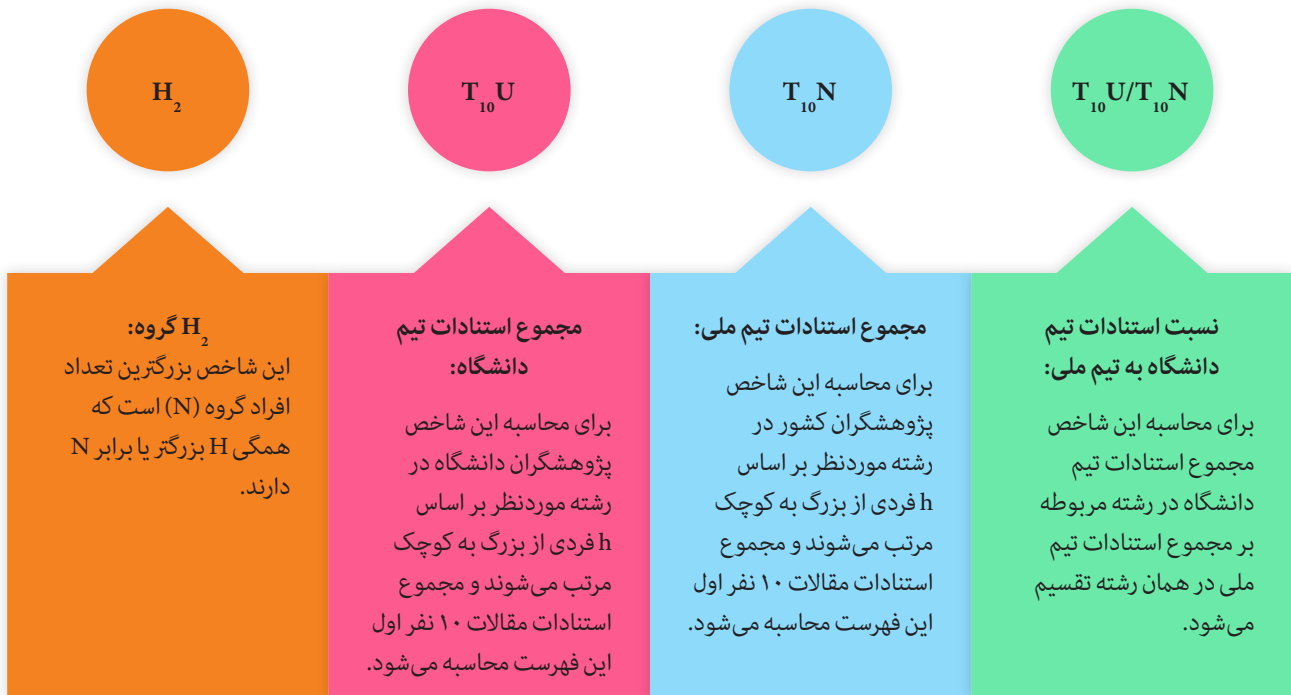 T₁₀U/T₁₀N
نسبت استنادات تیم
دانشگاه به تیم ملی:
برای محاسبه این شاخص
مجموع استنادات تیم
دانشگاه در رشته مربوطه
بر مجموع استنادات تیم
ملی در همان رشته تقسیم
می‌شود.
T₁₀N
مجموع استنادات تیم ملی:
برای محاسبه این شاخص
پژوهشگران کشور در
رشته موردنظر بر اساس
h فردی از بزرگ به کوچک
مرتب می‌شوند و مجموع
استنادات مقالات ۱۰ نفر اول
این فهرست محاسبه می‌شود.
T₁₀U
مجموع استنادات تیم
دانشگاه:
برای محاسبه این شاخص
پژوهشگران دانشگاه در
رشته موردنظر بر اساس
h فردی از بزرگ به کوچک
مرتب می‌شوند و مجموع
استنادات مقالات ۱۰ نفر اول
این فهرست محاسبه می‌شود.
H₂
H₂ گروه:
این شاخص بزرگترین تعداد
افراد گروه (N) است که
همگی H بزرگتر یا برابر N
دارند.